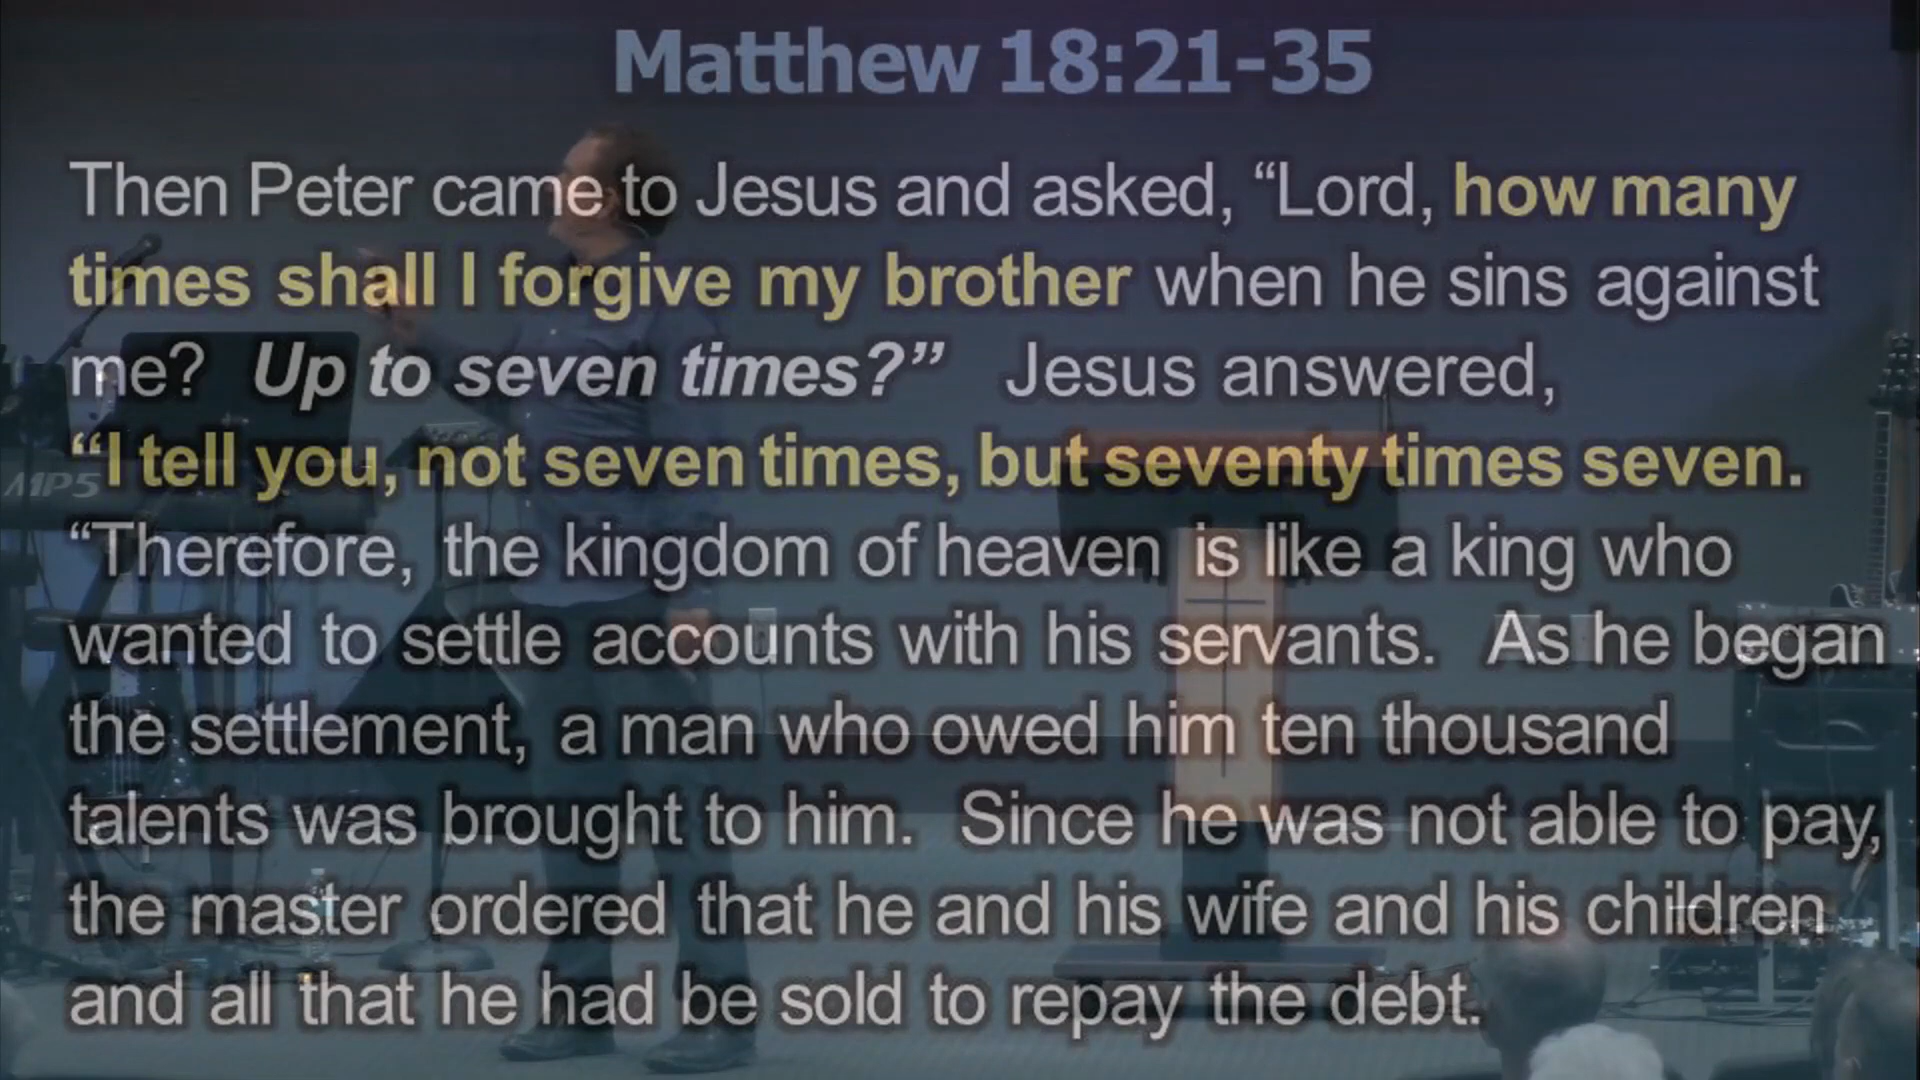 Matthew 18:21-35
Then Peter came to Jesus and asked, “Lord, how many
times shall I forgive my brother when he sins against
me? Up to seven times?” Jesus answered,
“I tell you, not seven times, but seventy times seven.
MP5
“Therefore, the kingdom of heaven is like a king who
wanted to settle accounts with his servants. As he began
the settlement, a man who owed him ten thousand
talents was brought to him. Since he was not able to pay,
the master ordered that he and his wife and his children
and all that he had be sold to repay the debt.